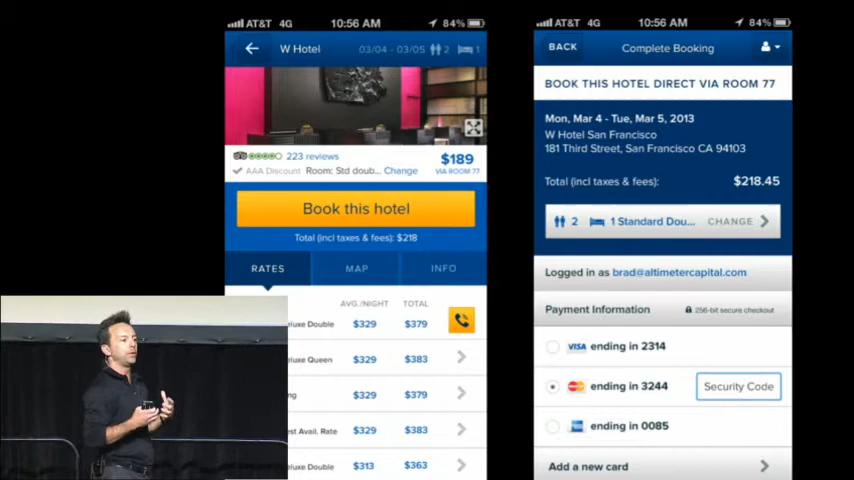 AT&T 4G 10:56 AM 84%
W Hotel 03/04 - 03/05 2 1
223 reviews $189
VIA ROOM 77
AAA Discount Room: Std doub... Change
Book this hotel
Total (incl taxes & fees): $218
RATES MAP INFO
AVG./NIGHT TOTAL
eluxe Double $329 $379
eluxe Queen $329 $383
ng $329 $379
est Avail. Rate $329 $383
eluxe Double $313 $363
AT&T 4G 10:56 AM 84%
BACK Complete Booking
BOOK THIS HOTEL DIRECT VIA ROOM 77
Mon, Mar 4 - Tue, Mar 5, 2013
W Hotel San Francisco
181 Third Street, San Francisco CA 94103
Total (incl taxes & fees): $218.45
2 1 Standard Dou... CHANGE
Logged in as brad@altimetercapital.com
Payment Information 256-bit secure checkout
VISA ending in 2314
ending in 3244 Security Code
ending in 0085
Add a new card